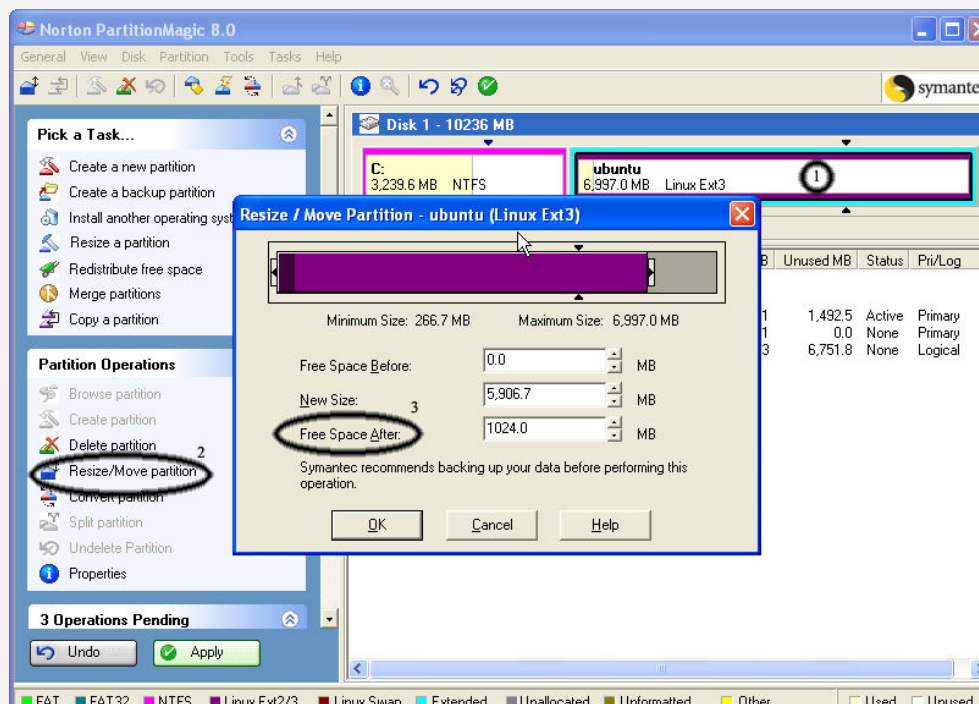 Norton PartitionMagic 8.0
General View Disk Partition Tools Tasks Help
symante
Pick a Task...
Create a new partition
Create a backup partition
Install another operating syst
Resize a partition
Redistribute free space
Merge partitions
Copy a partition
Partition Operations
Browse partition
Create partition
Delete partition
2
Resize/Move partition
Convert partition
Split partition
Undelete Partition
Properties
3 Operations Pending
Undo Apply
Disk 1 - 10236 MB
C:
3,239.6 MB NTFS
ubuntu
6,997.0 MB Linux Ext3
1
B Unused MB Status Pri/Log
1 1,492.5 Active Primary
1 0.0 None Primary
3 6,751.8 None Logical
Resize / Move Partition - ubuntu (Linux Ext3)
Minimum Size: 266.7 MB Maximum Size: 6,997.0 MB
Free Space Before: 0.0 MB
New Size: 5,906.7 MB
3
Free Space After: 1024.0 MB
Symantec recommends backing up your data before performing this
operation.
OK Cancel Help
FAT FAT32 NTFS Linux Ext2/3 Linux Swap Extended Unallocated Unformatted Other Used Unused